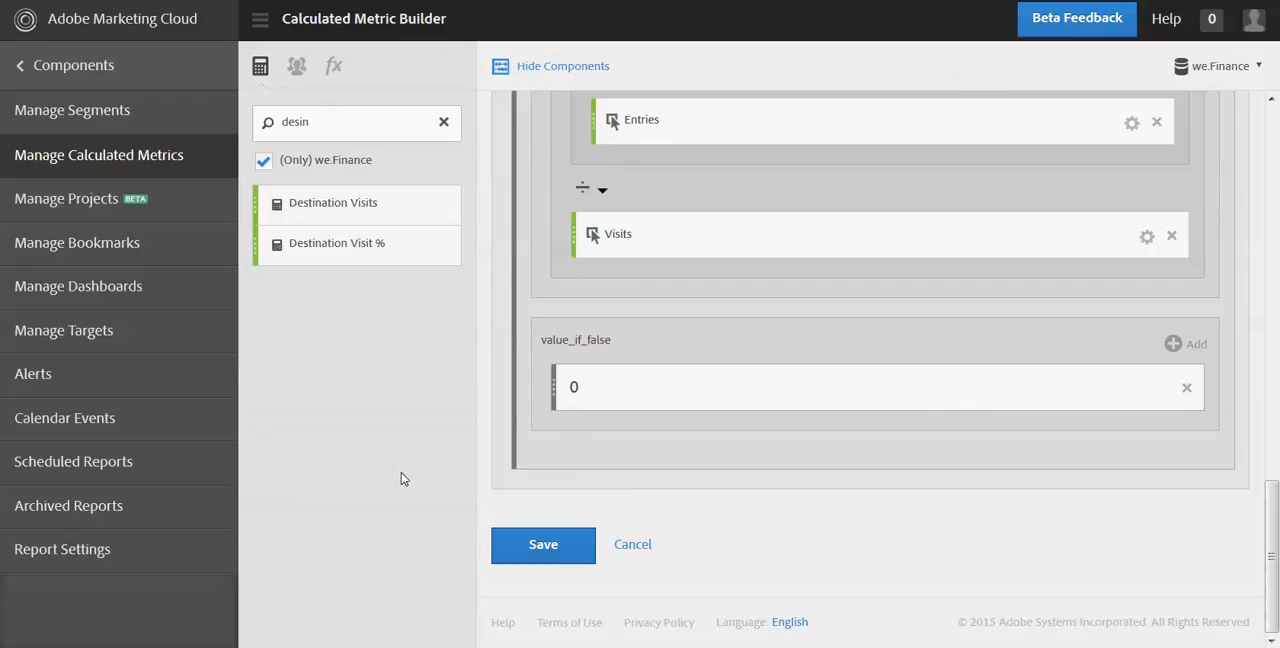 Adobe Marketing Cloud
Calculated Metric Builder
Beta Feedback
Help
0
Components
fx
Hide Components
we.Finance
Manage Segments
desin
Entries
Manage Calculated Metrics
(Only) we.Finance
÷
Manage Projects BETA
Destination Visits
Visits
Manage Bookmarks
Destination Visit %
Manage Dashboards
Manage Targets
value_if_false
Add
Alerts
0
Calendar Events
Scheduled Reports
Archived Reports
Report Settings
Save
Cancel
Help
Terms of Use
Privacy Policy
Language: English
© 2015 Adobe Systems Incorporated. All Rights Reserved